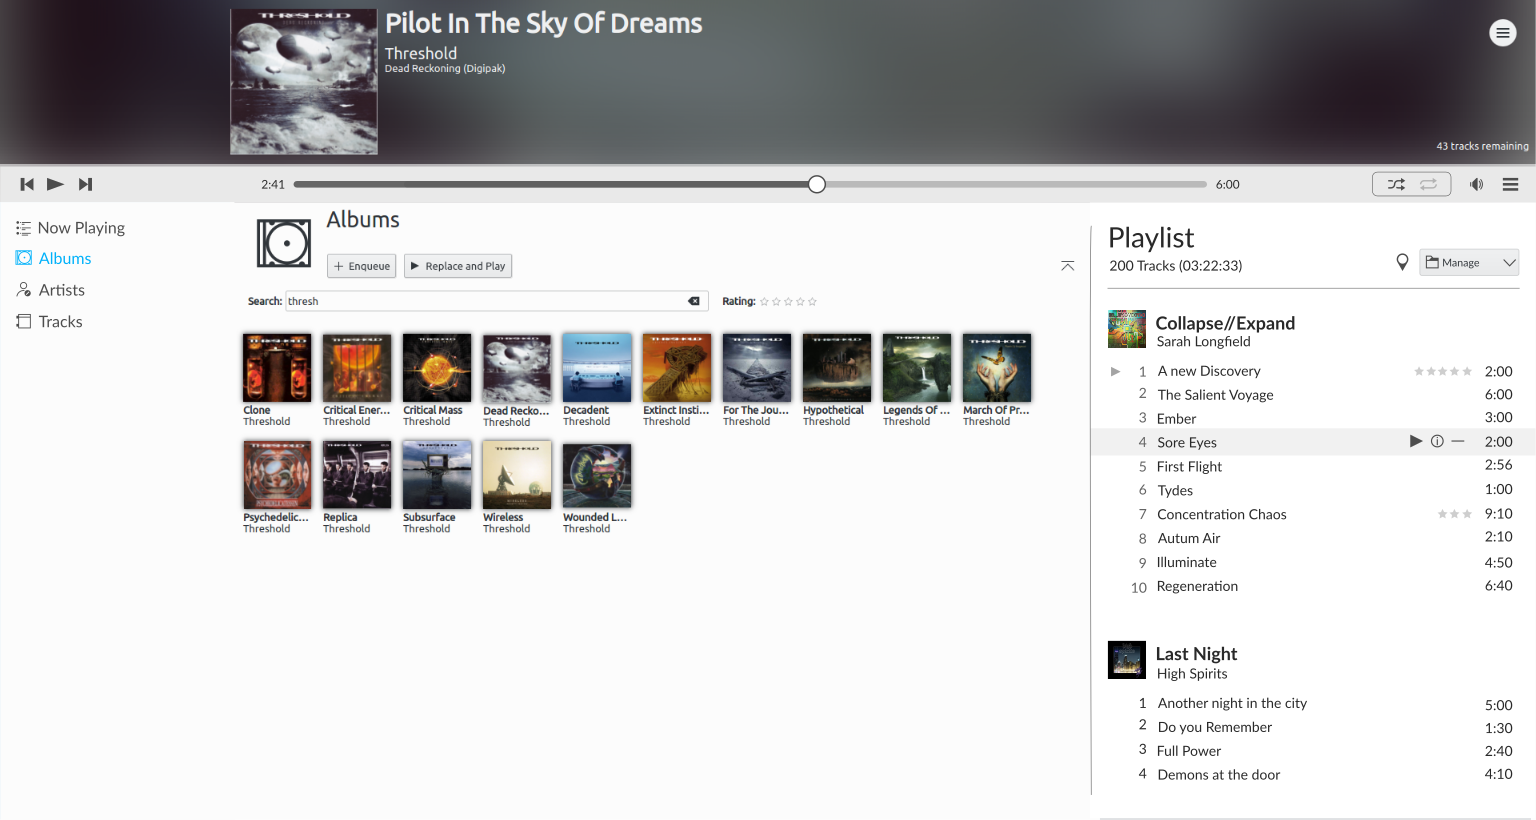 Pilot In The Sky Of Dreams
Threshold
Dead Reckoning (Digipak)
43 tracks remaining
2:41
6:00
Now Playing
Albums
Artists
Tracks
Albums
Enqueue
Replace and Play
Search: thresh
Rating:
THRESHOLD
Clone
Threshold
Critical Ener...
Threshold
Critical Mass
Threshold
Dead Recko...
Threshold
Decadent
Threshold
Extinct Insti...
Threshold
For The Jou...
Threshold
Hypothetical
Threshold
Legends Of ...
Threshold
March Of Pr...
Threshold
Psychedelic...
Threshold
Replica
Threshold
Subsurface
Threshold
Wireless
Threshold
Wounded L...
Threshold
Playlist
200 Tracks (03:22:33)
Manage
Collapse//Expand
Sarah Longfield
1 A new Discovery 2:00
2 The Salient Voyage 6:00
3 Ember 3:00
4 Sore Eyes 2:00
5 First Flight 2:56
6 Tydes 1:00
7 Concentration Chaos 9:10
8 Autum Air 2:10
9 Illuminate 4:50
10 Regeneration 6:40
Last Night
High Spirits
1 Another night in the city 5:00
2 Do you Remember 1:30
3 Full Power 2:40
4 Demons at the door 4:10